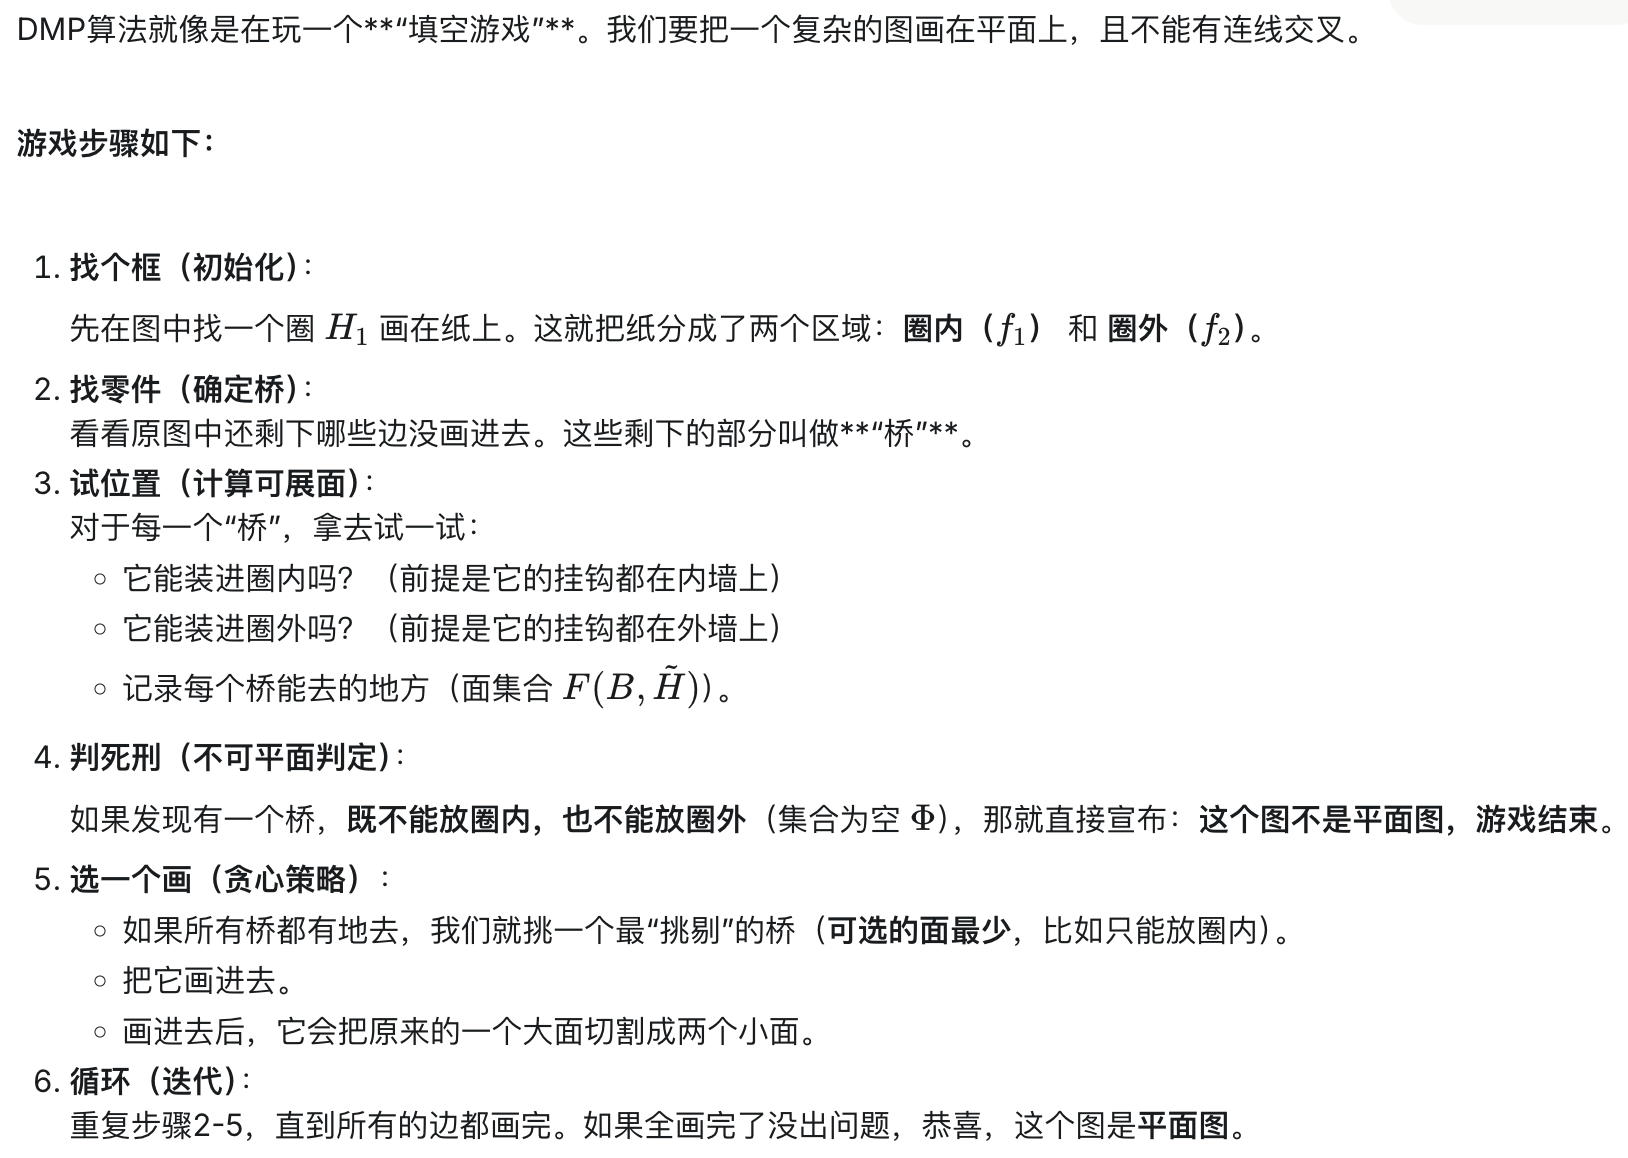 DMP算法就像是在玩一个**“填空游戏”**。我们要把一个复杂的图画在平面上，且不能有连线交叉。
游戏步骤如下：
1. 找个框（初始化）：
先在图中找一个圈 H₁ 画在纸上。这就把纸分成了两个区域：圈内（f₁） 和 圈外（f₂）。
2. 找零件（确定桥）：
看看原图中还剩下哪些边没画进去。这些剩下的部分叫做**“桥”**。
3. 试位置（计算可展面）：
对于每一个“桥”，拿去试一试：
◦ 它能装进圈内吗？（前提是它的挂钩都在内墙上）
◦ 它能装进圈外吗？（前提是它的挂钩都在外墙上）
◦ 记录每个桥能去的地方（面集合 F(B, H̃)）。
4. 判死刑（不可平面判定）：
如果发现有一个桥，既不能放圈内，也不能放圈外（集合为空 Φ），那就直接宣布：这个图不是平面图，游戏结束。
5. 选一个画（贪心策略）：
◦ 如果所有桥都有地去，我们就挑一个最“挑剔”的桥（可选的面最少，比如只能放圈内）。
◦ 把它画进去。
◦ 画进去后，它会把原来的一个大面切割成两个小面。
6. 循环（迭代）：
重复步骤2-5，直到所有的边都画完。如果全画完了没出问题，恭喜，这个图是平面图。